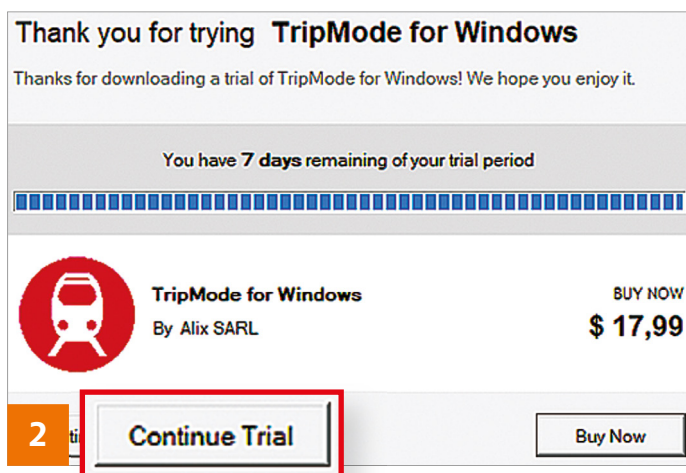 Thank you for trying TripMode for Windows
Thanks for downloading a trial of TripMode for Windows! We hope you enjoy it.
You have 7 days remaining of your trial period
TripMode for Windows
BUY NOW
By Alix SARL
$ 17,99
2
Continue Trial
Buy Now